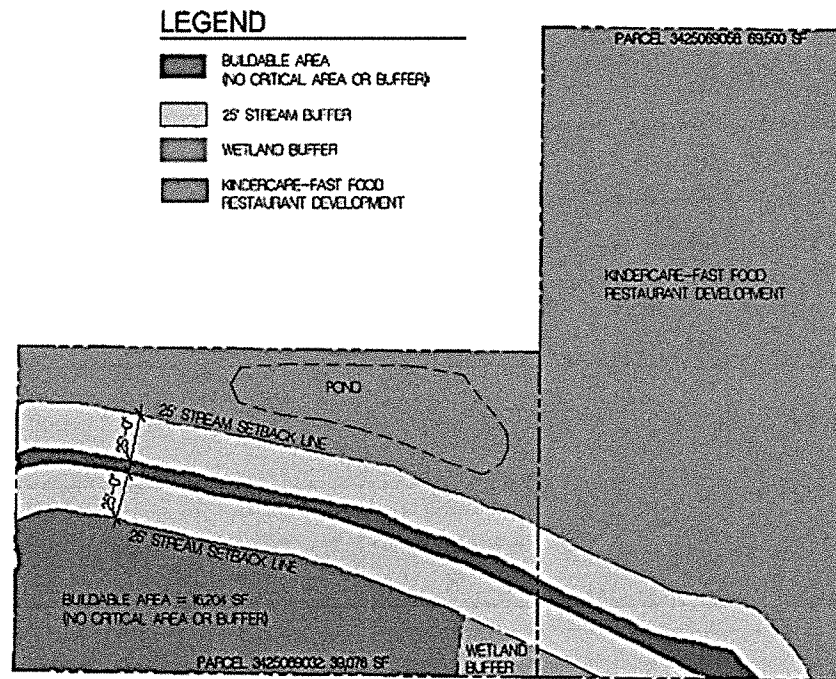 LEGEND
BUILDABLE AREA
(NO CRITICAL AREA OR BUFFER)
25' STREAM BUFFER
WETLAND BUFFER
KINDERCARE-FAST FOOD
RESTAURANT DEVELOPMENT
PARCEL 3425069056 69,500 SF
KINDERCARE-FAST FOOD
RESTAURANT DEVELOPMENT
POND
25' STREAM SETBACK LINE
25'-0"
25'-0"
25' STREAM SETBACK LINE
BUILDABLE AREA = 16,204 SF
(NO CRITICAL AREA OR BUFFER)
WETLAND
BUFFER
PARCEL 3425069032 39,076 SF